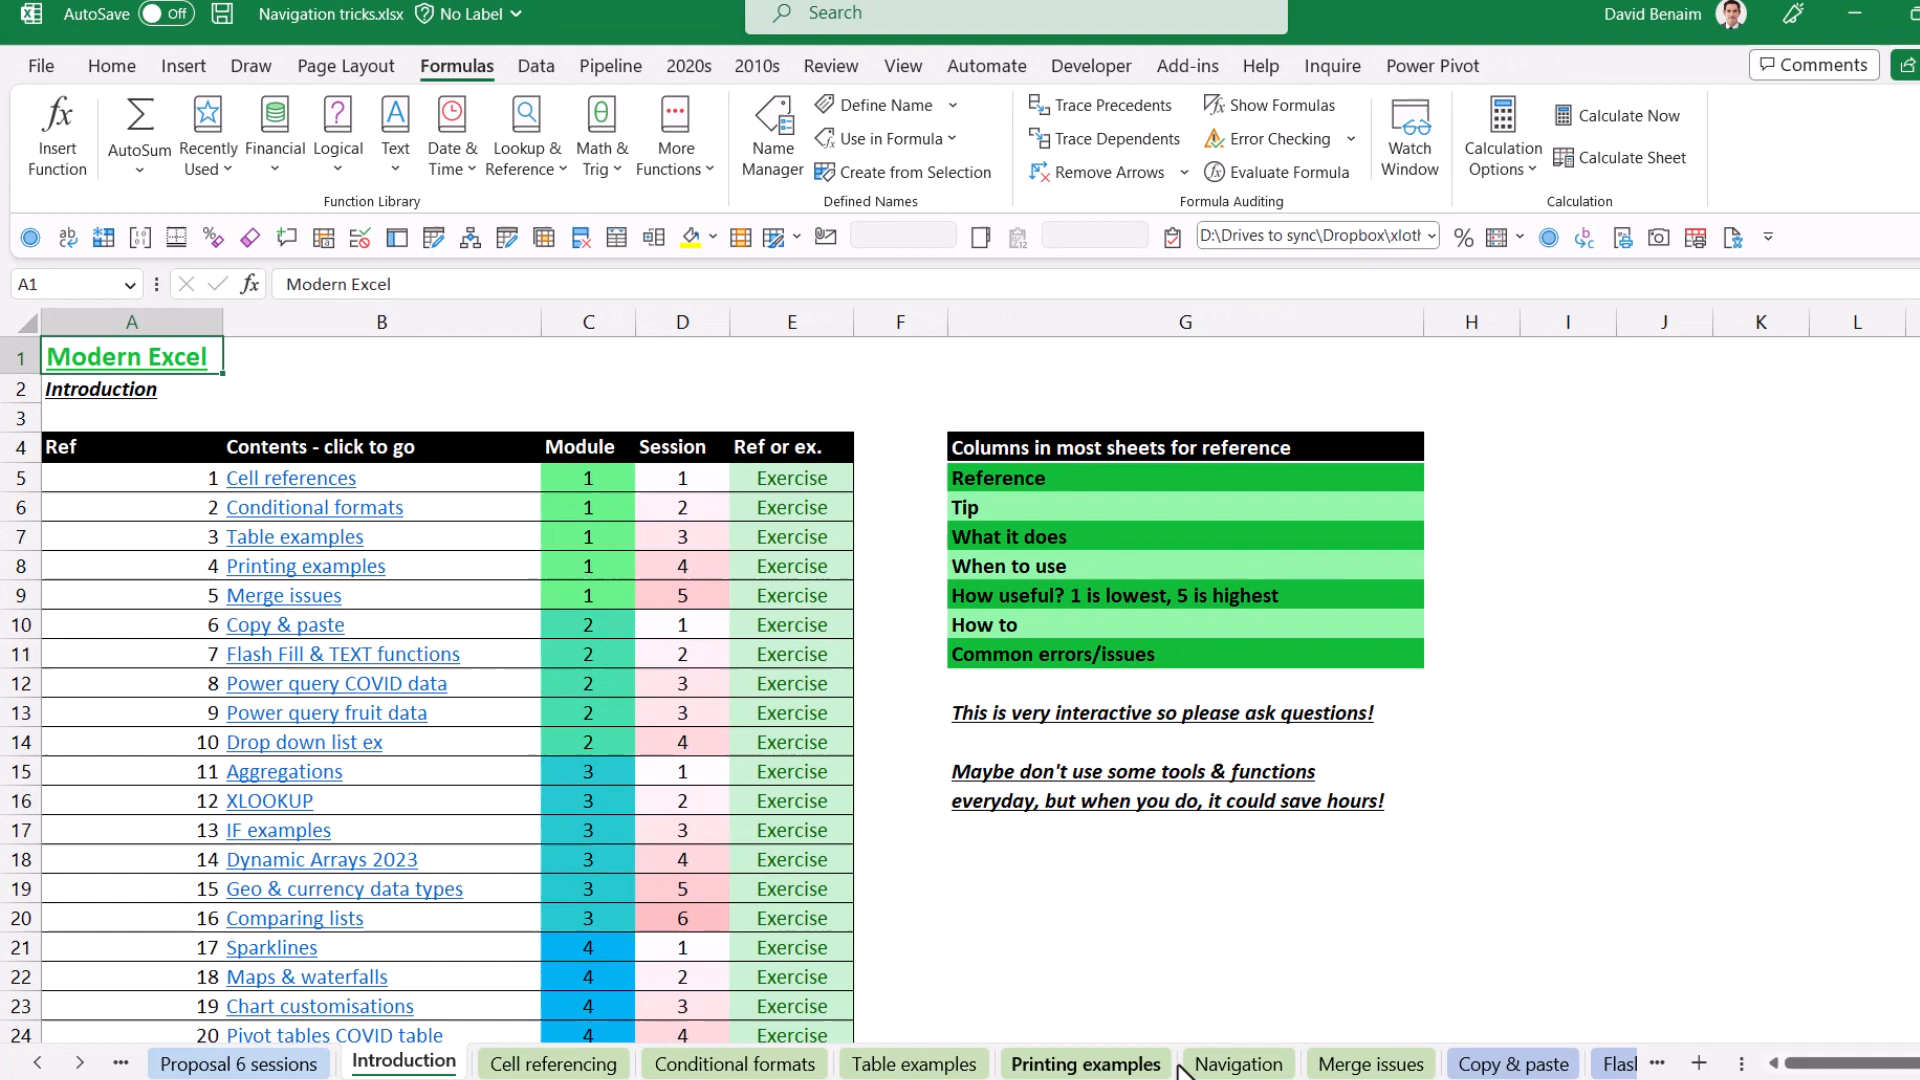 AutoSave Off Navigation tricks.xlsx No Label Search David Benaim
File Home Insert Draw Page Layout Formulas Data Pipeline 2020s 2010s Review View Automate Developer Add-ins Help Inquire Power Pivot Comments
Insert Function AutoSum Recently Used Financial Logical Text Date & Time Lookup & Reference Math & Trig More Functions
Function Library
Name Manager Define Name Use in Formula Create from Selection
Defined Names
Trace Precedents Show Formulas
Trace Dependents Error Checking
Remove Arrows Evaluate Formula
Watch Window
Formula Auditing
Calculation Options Calculate Now Calculate Sheet
Calculation
D:\Drives to sync\Dropbox\xloth
A1 fx Modern Excel
A B C D E F G H I J K L
1 Modern Excel
2 Introduction
3
4 Ref Contents - click to go Module Session Ref or ex. Columns in most sheets for reference
5 1 Cell references 1 1 Exercise Reference
6 2 Conditional formats 1 2 Exercise Tip
7 3 Table examples 1 3 Exercise What it does
8 4 Printing examples 1 4 Exercise When to use
9 5 Merge issues 1 5 Exercise How useful? 1 is lowest, 5 is highest
10 6 Copy & paste 2 1 Exercise How to
11 7 Flash Fill & TEXT functions 2 2 Exercise Common errors/issues
12 8 Power query COVID data 2 3 Exercise
13 9 Power query fruit data 2 3 Exercise This is very interactive so please ask questions!
14 10 Drop down list ex 2 4 Exercise
15 11 Aggregations 3 1 Exercise Maybe don't use some tools & functions
16 12 XLOOKUP 3 2 Exercise everyday, but when you do, it could save hours!
17 13 IF examples 3 3 Exercise
18 14 Dynamic Arrays 2023 3 4 Exercise
19 15 Geo & currency data types 3 5 Exercise
20 16 Comparing lists 3 6 Exercise
21 17 Sparklines 4 1 Exercise
22 18 Maps & waterfalls 4 2 Exercise
23 19 Chart customisations 4 3 Exercise
24 20 Pivot tables COVID table 4 4 Exercise
Proposal 6 sessions Introduction Cell referencing Conditional formats Table examples Printing examples Navigation Merge issues Copy & paste Flash